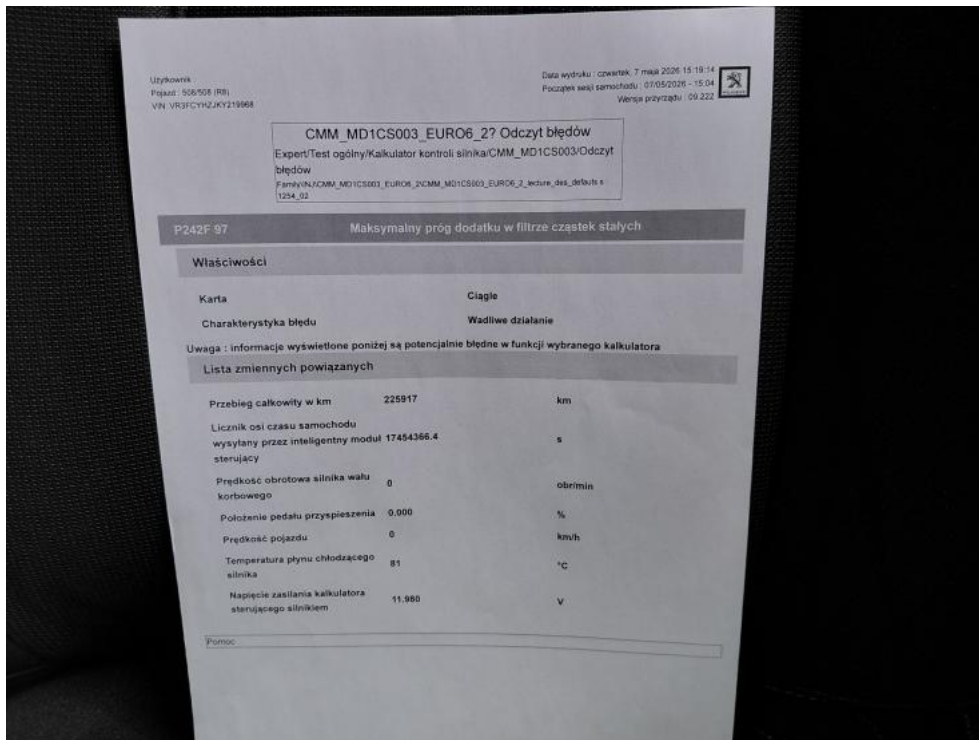 Użytkownik :
Pojazd : 508/508 (R8)
VIN :VR3FCYHZJKY219968
Data wydruku : czwartek, 7 maja 2026 15:19:14
Początek sesji samochodu : 07/05/2026 - 15:04
Wersja przyrządu : 09.222
CMM_MD1CS003_EURO6_2? Odczyt błędów
Expert/Test ogólny/Kalkulator kontroli silnika/CMM_MD1CS003/Odczyt
błędów
1254_02
P242F-97 Maksymalny próg dodatku w filtrze cząstek stałych
Właściwości
Karta Ciągle
Charakterystyka błędu Wadliwe działanie
Uwaga : informacje wyświetlone poniżej są potencjalnie błędne w funkcji wybranego kalkulatora
Lista zmiennych powiązanych
Przebieg całkowity w km 225917 km
Licznik osi czasu samochodu
wysyłany przez inteligentny moduł 17454366.4 s
sterujący
Prędkość obrotowa silnika wału 0 obr/min
korbowego
Położenie pedału przyspieszenia 0.000 %
Prędkość pojazdu 0 km/h
Temperatura płynu chłodzącego 81 °C
silnika
Napięcie zasilania kalkulatora 11.980 V
sterującego silnikiem
Pomoc